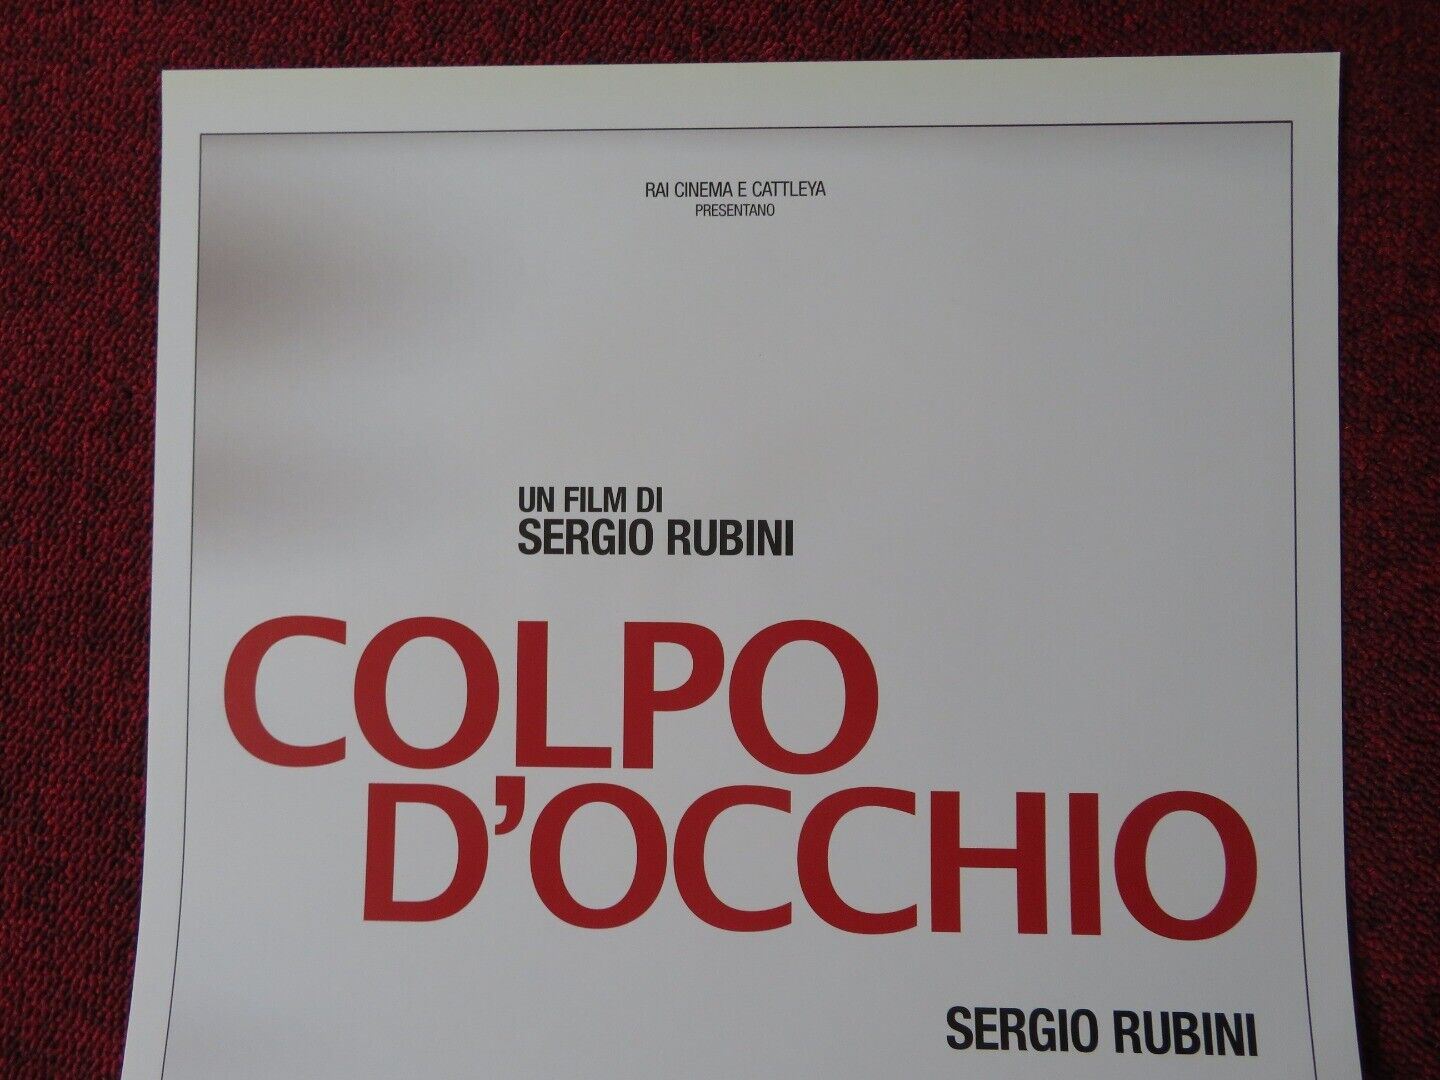 RAI CINEMA E CATTLEYA
PRESENTANO
UN FILM DI
SERGIO RUBINI
COLPO
D'OCCHIO
SERGIO RUBINI